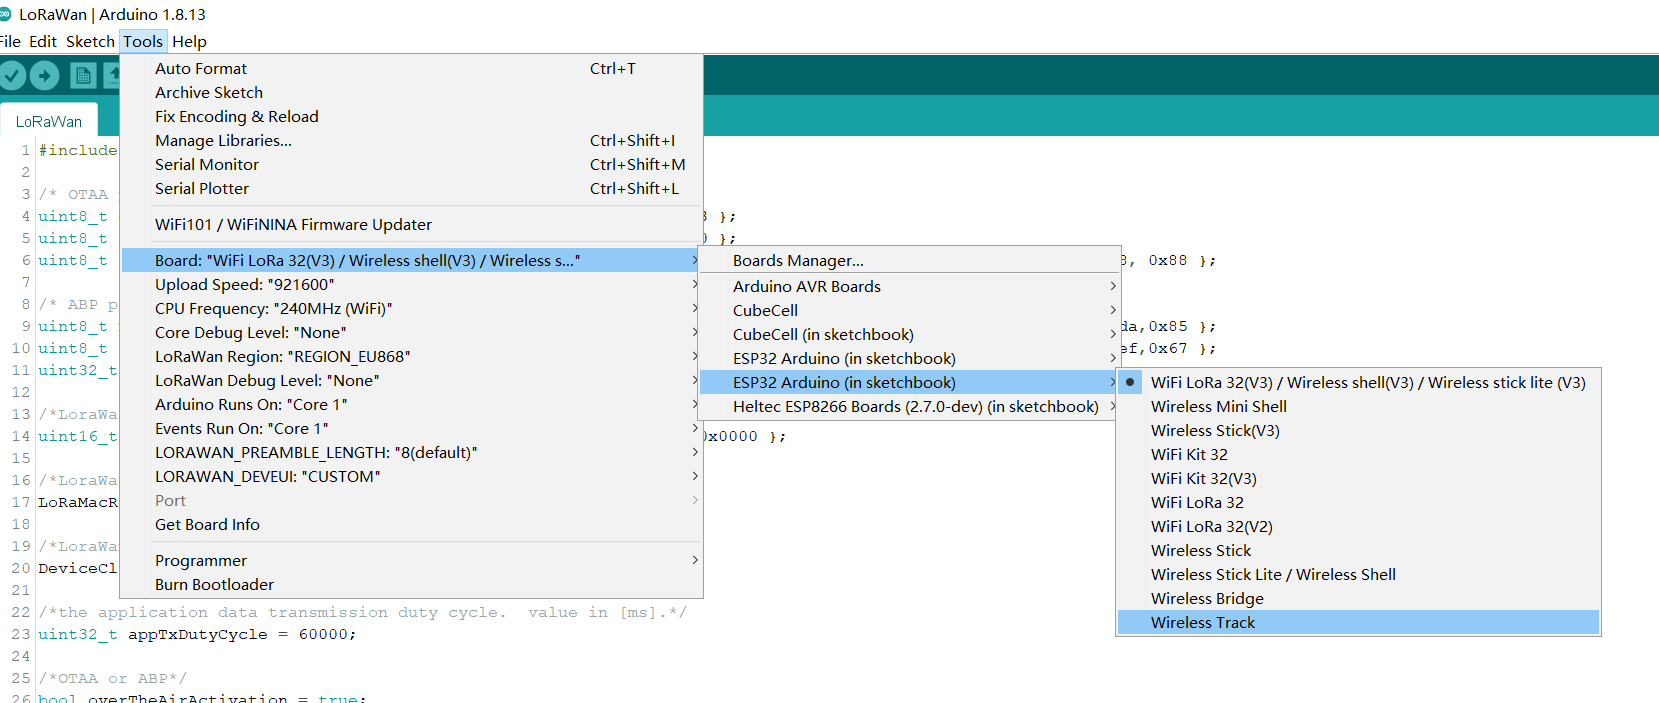 LoRaWan | Arduino 1.8.13
File Edit Sketch Tools Help
Auto Format Ctrl+T
Archive Sketch
Fix Encoding & Reload
Manage Libraries... Ctrl+Shift+I
Serial Monitor Ctrl+Shift+M
Serial Plotter Ctrl+Shift+L
WiFi101 / WiFiNINA Firmware Updater
Board: "WiFi LoRa 32(V3) / Wireless shell(V3) / Wireless s..."
Upload Speed: "921600"
CPU Frequency: "240MHz (WiFi)"
Core Debug Level: "None"
LoRaWan Region: "REGION_EU868"
LoRaWan Debug Level: "None"
Arduino Runs On: "Core 1"
Events Run On: "Core 1"
LORAWAN_PREAMBLE_LENGTH: "8(default)"
LORAWAN_DEVEUI: "CUSTOM"
Port
Get Board Info
Programmer
Burn Bootloader
Boards Manager...
Arduino AVR Boards
CubeCell
CubeCell (in sketchbook)
ESP32 Arduino (in sketchbook)
ESP32 Arduino (in sketchbook)
Heltec ESP8266 Boards (2.7.0-dev) (in sketchbook)
WiFi LoRa 32(V3) / Wireless shell(V3) / Wireless stick lite (V3)
Wireless Mini Shell
Wireless Stick(V3)
WiFi Kit 32
WiFi Kit 32(V3)
WiFi LoRa 32
WiFi LoRa 32(V2)
Wireless Stick
Wireless Stick Lite / Wireless Shell
Wireless Bridge
Wireless Track
LoRaWan
1 #include
2
3 /* OTAA
4 uint8_t };
5 uint8_t };
6 uint8_t , 0x88 };
7
8 /* ABP p
9 uint8_t da,0x85 };
10 uint8_t ef,0x67 };
11 uint32_t
12
13 /*LoraWa
14 uint16_t 0x0000 };
15
16 /*LoraWa
17 LoRaMacR
18
19 /*LoraWa
20 DeviceCl
21
22 /*the application data transmission duty cycle.  value in [ms].*/
23 uint32_t appTxDutyCycle = 60000;
24
25 /*OTAA or ABP*/
26 bool overTheAirActivation = true;